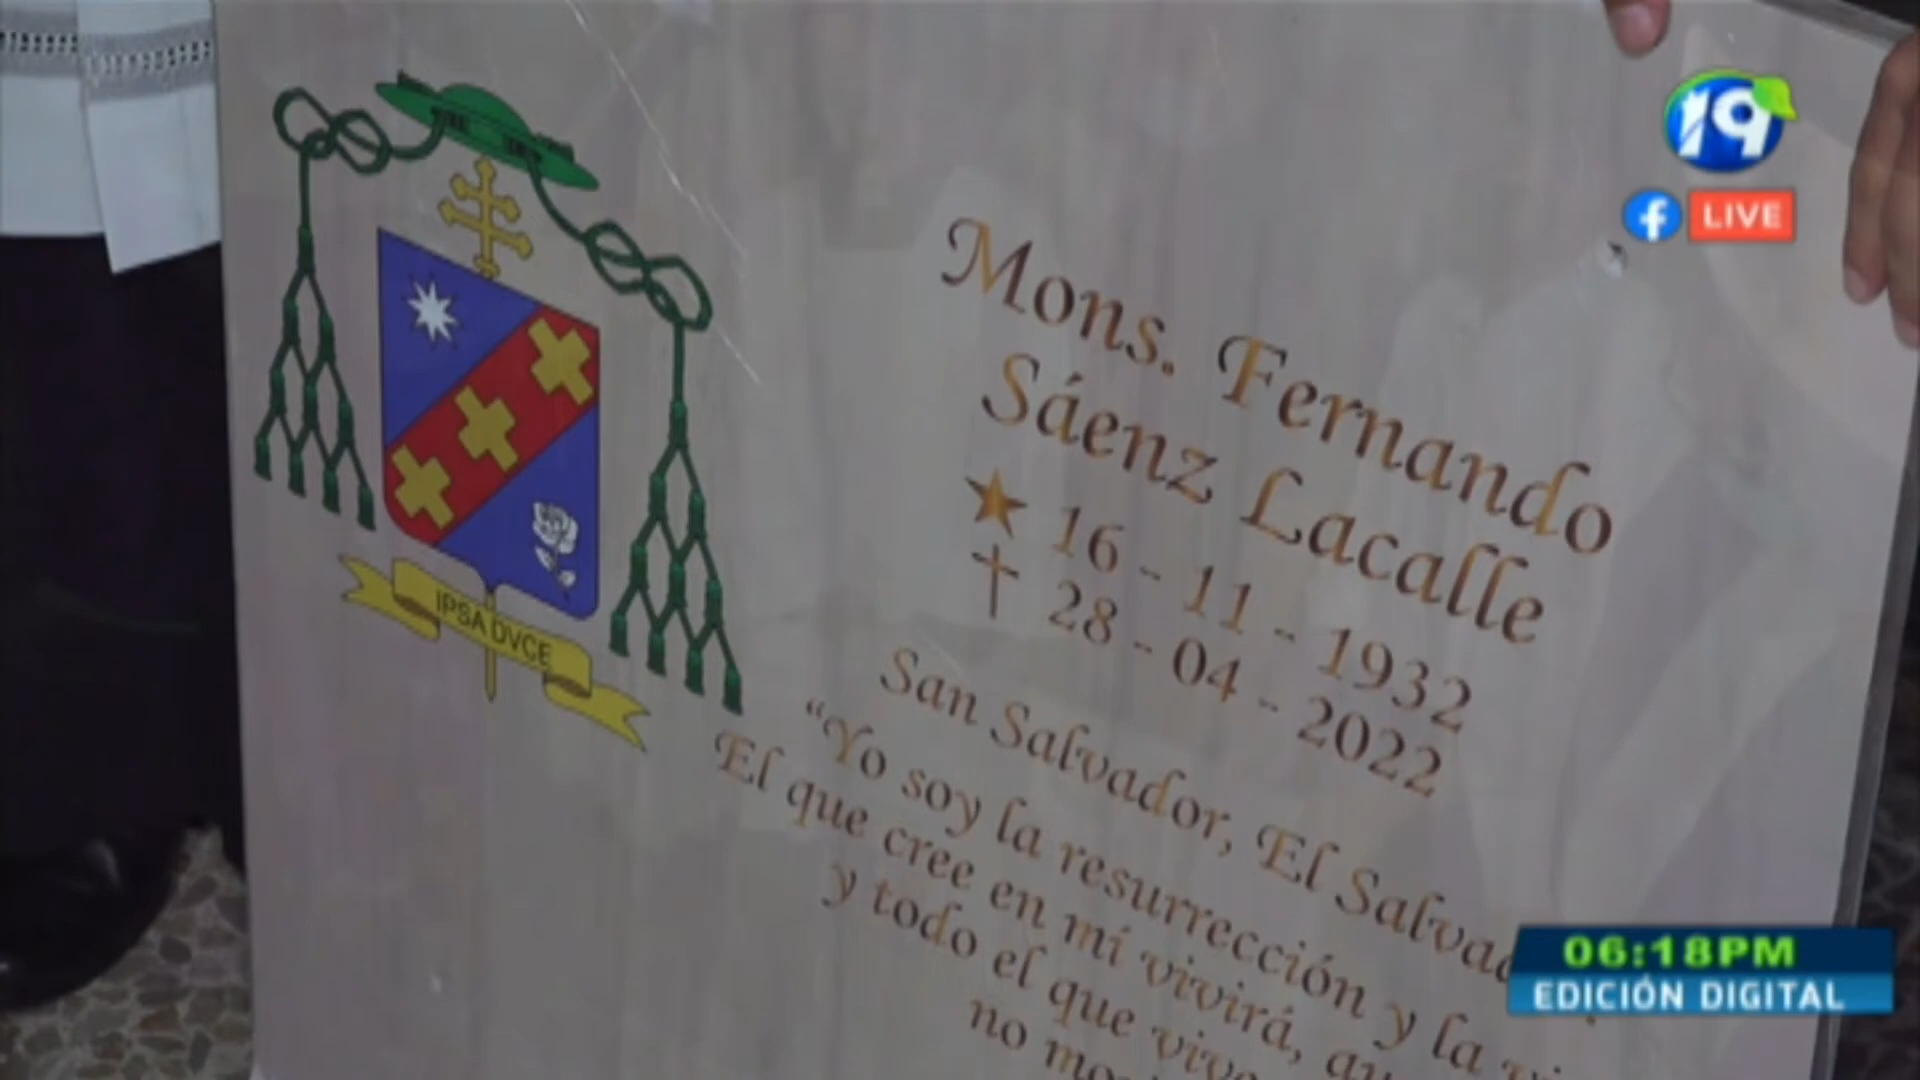 19
f LIVE
Mons. Fernando
Sáenz Lacalle
16 - 11 - 1932
28 - 04 - 2022
San Salvador, El
"Yo soy la resurrección y la
El que cree en mí vivirá,
y todo el que
no
IPSA DVCE
06:18PM
EDICIÓN DIGITAL